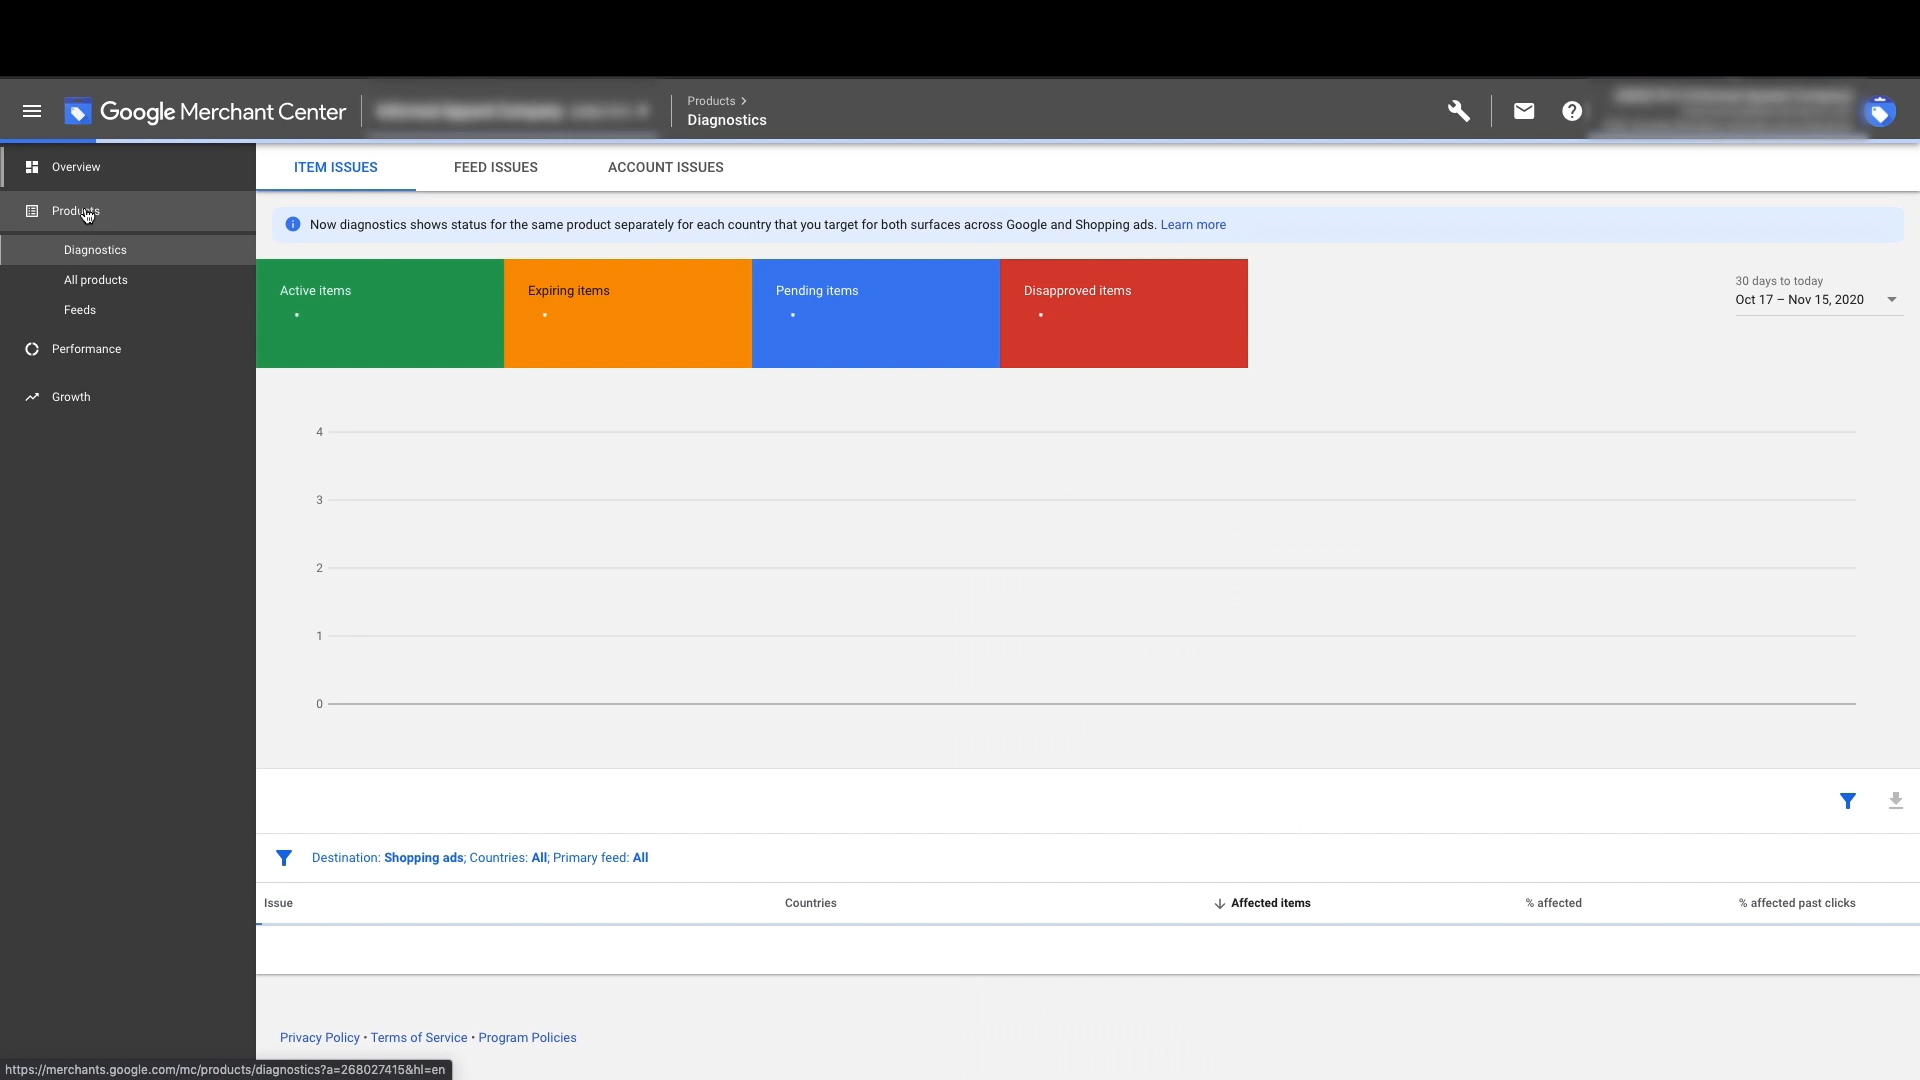 Google Merchant Center
Products >
Diagnostics
Overview
Products
Diagnostics
All products
Feeds
Performance
Growth
ITEM ISSUES
FEED ISSUES
ACCOUNT ISSUES
Now diagnostics shows status for the same product separately for each country that you target for both surfaces across Google and Shopping ads. Learn more
Active items
Expiring items
Pending items
Disapproved items
30 days to today
Oct 17 – Nov 15, 2020
4
3
2
1
0
Destination: Shopping ads; Countries: All; Primary feed: All
Issue
Countries
Affected items
% affected
% affected past clicks
Privacy Policy • Terms of Service • Program Policies
https://merchants.google.com/mc/products/diagnostics?a=268027415&hl=en